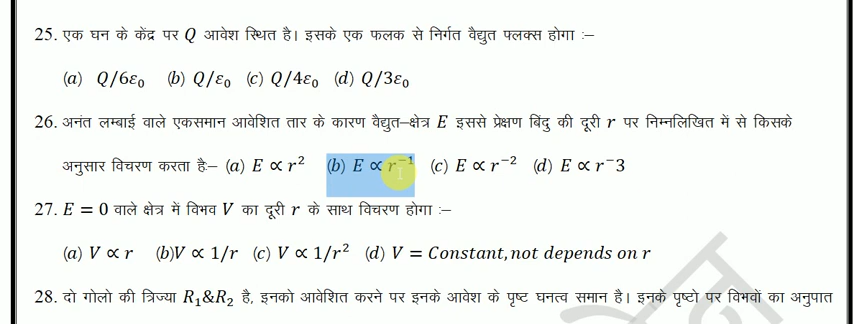 25. एक घन के केंद्र पर Q आवेश स्थित है। इसके एक फलक से निर्गत वैद्युत फ्लक्स होगा :–
(a) Q/6ε₀ (b) Q/ε₀ (c) Q/4ε₀ (d) Q/3ε₀
26. अनंत लम्बाई वाले एकसमान आवेशित तार के कारण वैद्युत–क्षेत्र E इससे प्रेक्षण बिंदु की दूरी r पर निम्नलिखित में से किसके
अनुसार विचरण करता है:– (a) E ∝ r² (b) E ∝ r⁻¹ (c) E ∝ r⁻² (d) E ∝ r⁻3
27. E = 0 वाले क्षेत्र में विभव V का दूरी r के साथ विचरण होगा :–
(a) V ∝ r (b)V ∝ 1/r (c) V ∝ 1/r² (d) V = Constant, not depends on r
28. दो गोलो की त्रिज्या R₁&R₂ है, इनको आवेशित करने पर इनके आवेश के पृष्ट घनत्व समान है। इनके पृष्टो पर विभवों का अनुपात